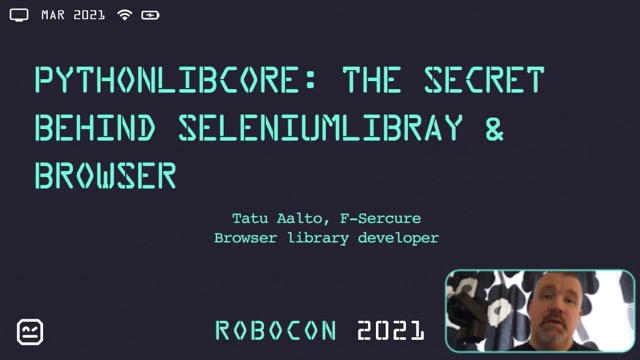 MAR 2021
PYTHONLIBCORE: THE SECRET
BEHIND SELENIUMLIBRAY &
BROWSER
Tatu Aalto, F-Sercure
Browser library developer
ROBOCON 2021